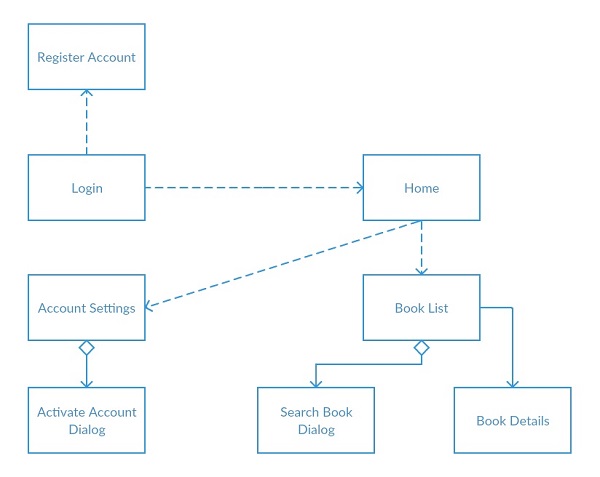 Register Account
Login
Home
Account Settings
Book List
Activate Account
Dialog
Search Book
Dialog
Book Details